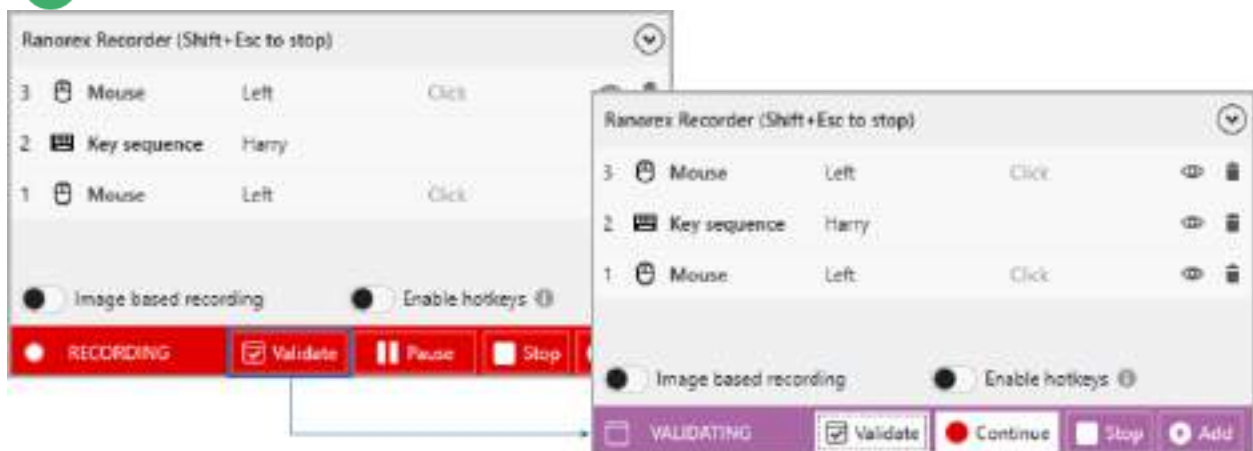 Ranorex Recorder (Shift+Esc to stop)
3 Mouse Left Click
2 Key sequence Harry
1 Mouse Left Click
Image based recording Enable hotkeys
RECORDING Validate Pause Stop
Ranorex Recorder (Shift+Esc to stop)
3 Mouse Left Click
2 Key sequence Harry
1 Mouse Left Click
Image based recording Enable hotkeys
VALIDATING Validate Continue Stop Add